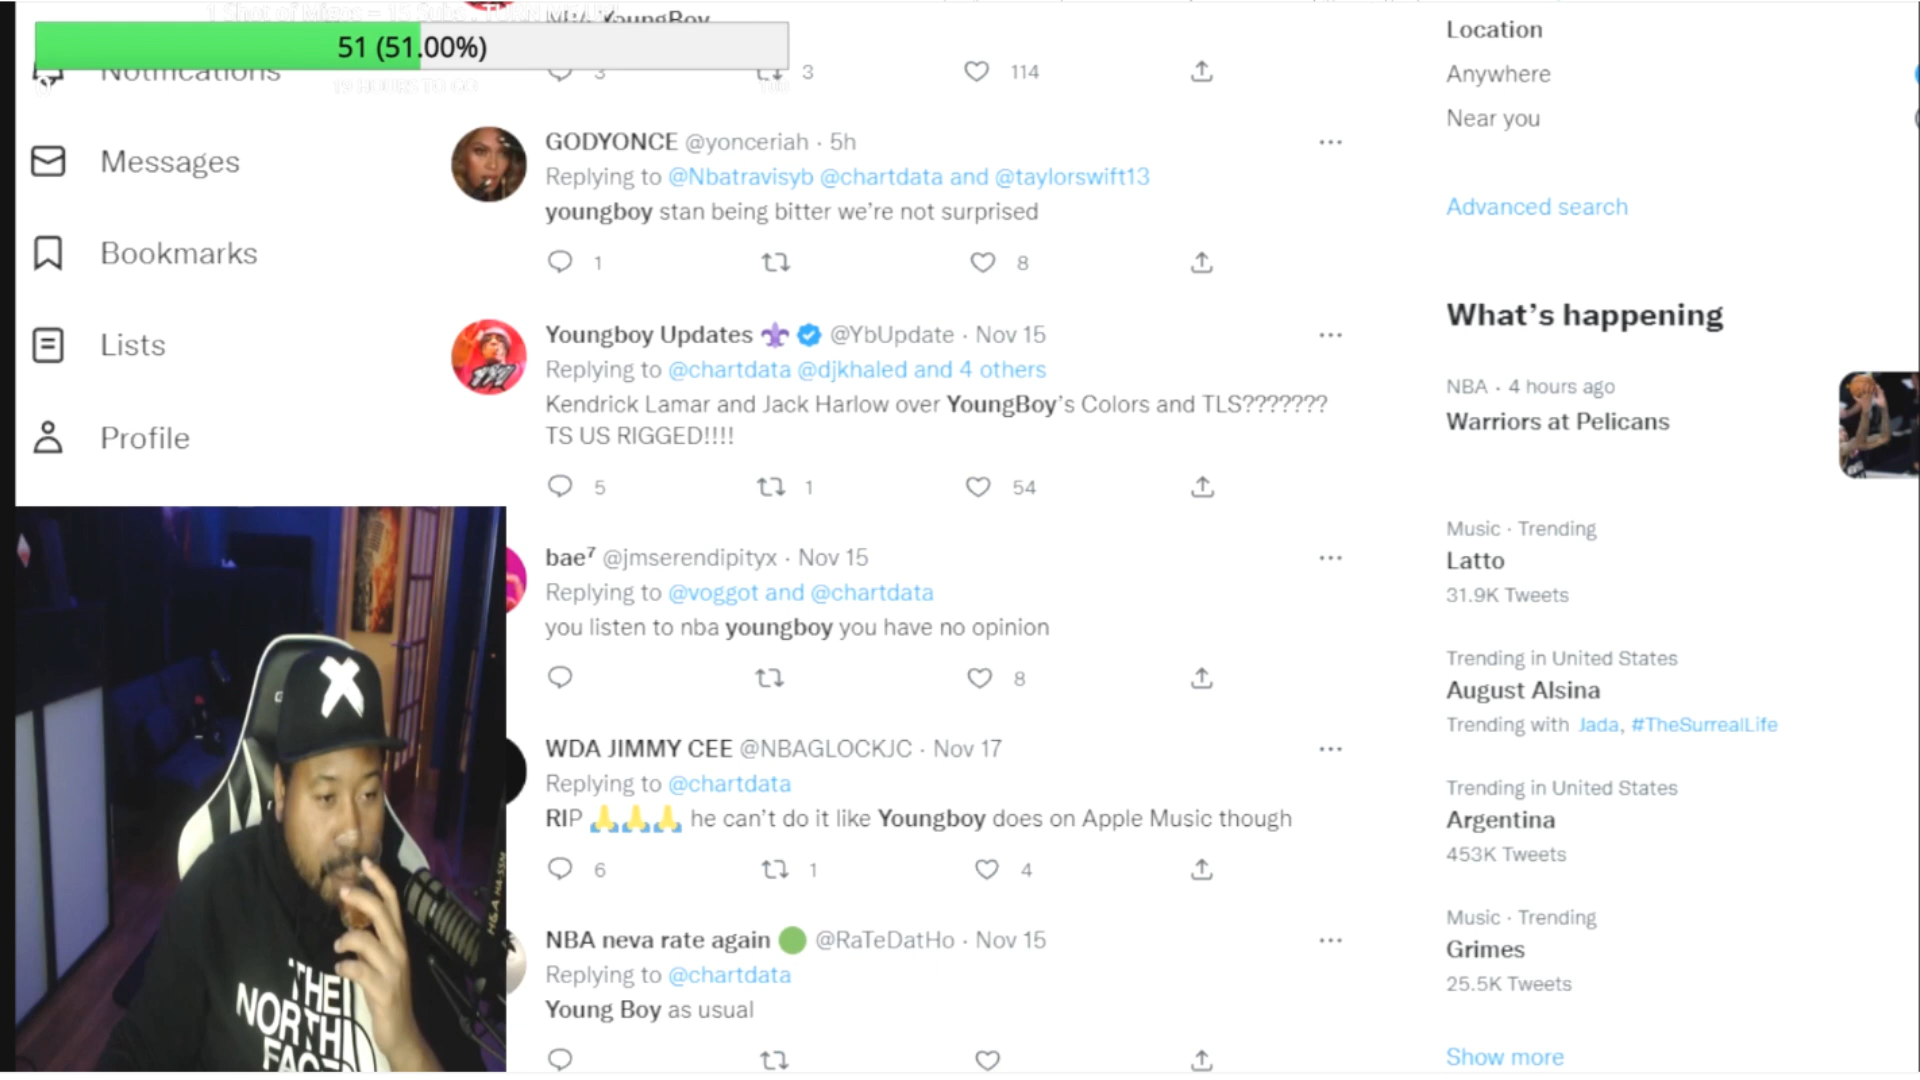 51 (51.00%)
Notifications
Messages
Bookmarks
Lists
Profile
3
3
114
GODYONCE @yonceriah · 5h
Replying to @Nbatravisyb @chartdata and @taylorswift13
youngboy stan being bitter we’re not surprised
1
8
Youngboy Updates ⚜ @YbUpdate · Nov 15
Replying to @chartdata @djkhaled and 4 others
Kendrick Lamar and Jack Harlow over YoungBoy’s Colors and TLS???????
TS US RIGGED!!!!
5
1
54
bae⁷ @jmserendipityx · Nov 15
Replying to @voggot and @chartdata
you listen to nba youngboy you have no opinion
8
WDA JIMMY CEE @NBAGLOCKJC · Nov 17
Replying to @chartdata
RIP 🙏🙏🙏 he can’t do it like Youngboy does on Apple Music though
6
1
4
NBA neva rate again 🟢 @RaTeDatHo · Nov 15
Replying to @chartdata
Young Boy as usual
Location
Anywhere
Near you
Advanced search
What’s happening
NBA · 4 hours ago
Warriors at Pelicans
Music · Trending
Latto
31.9K Tweets
Trending in United States
August Alsina
Trending with Jada, #TheSurrealLife
Trending in United States
Argentina
453K Tweets
Music · Trending
Grimes
25.5K Tweets
Show more
THE
NORTH
FACE